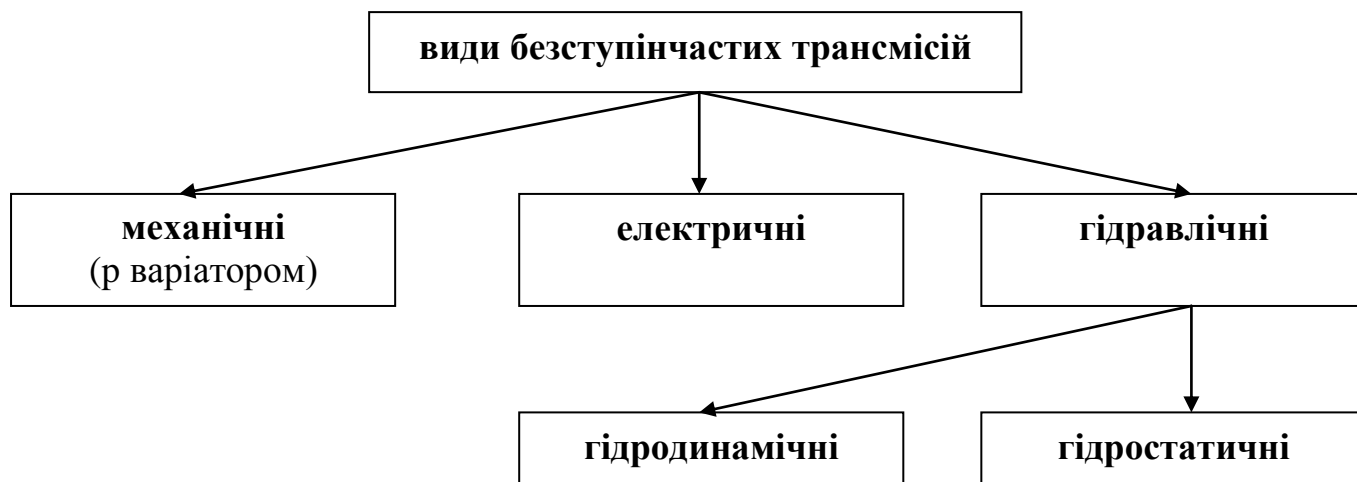 види безступінчастих трансмісій
механічні
(р варіатором)
електричні
гідравлічні
гідродинамічні
гідростатичні